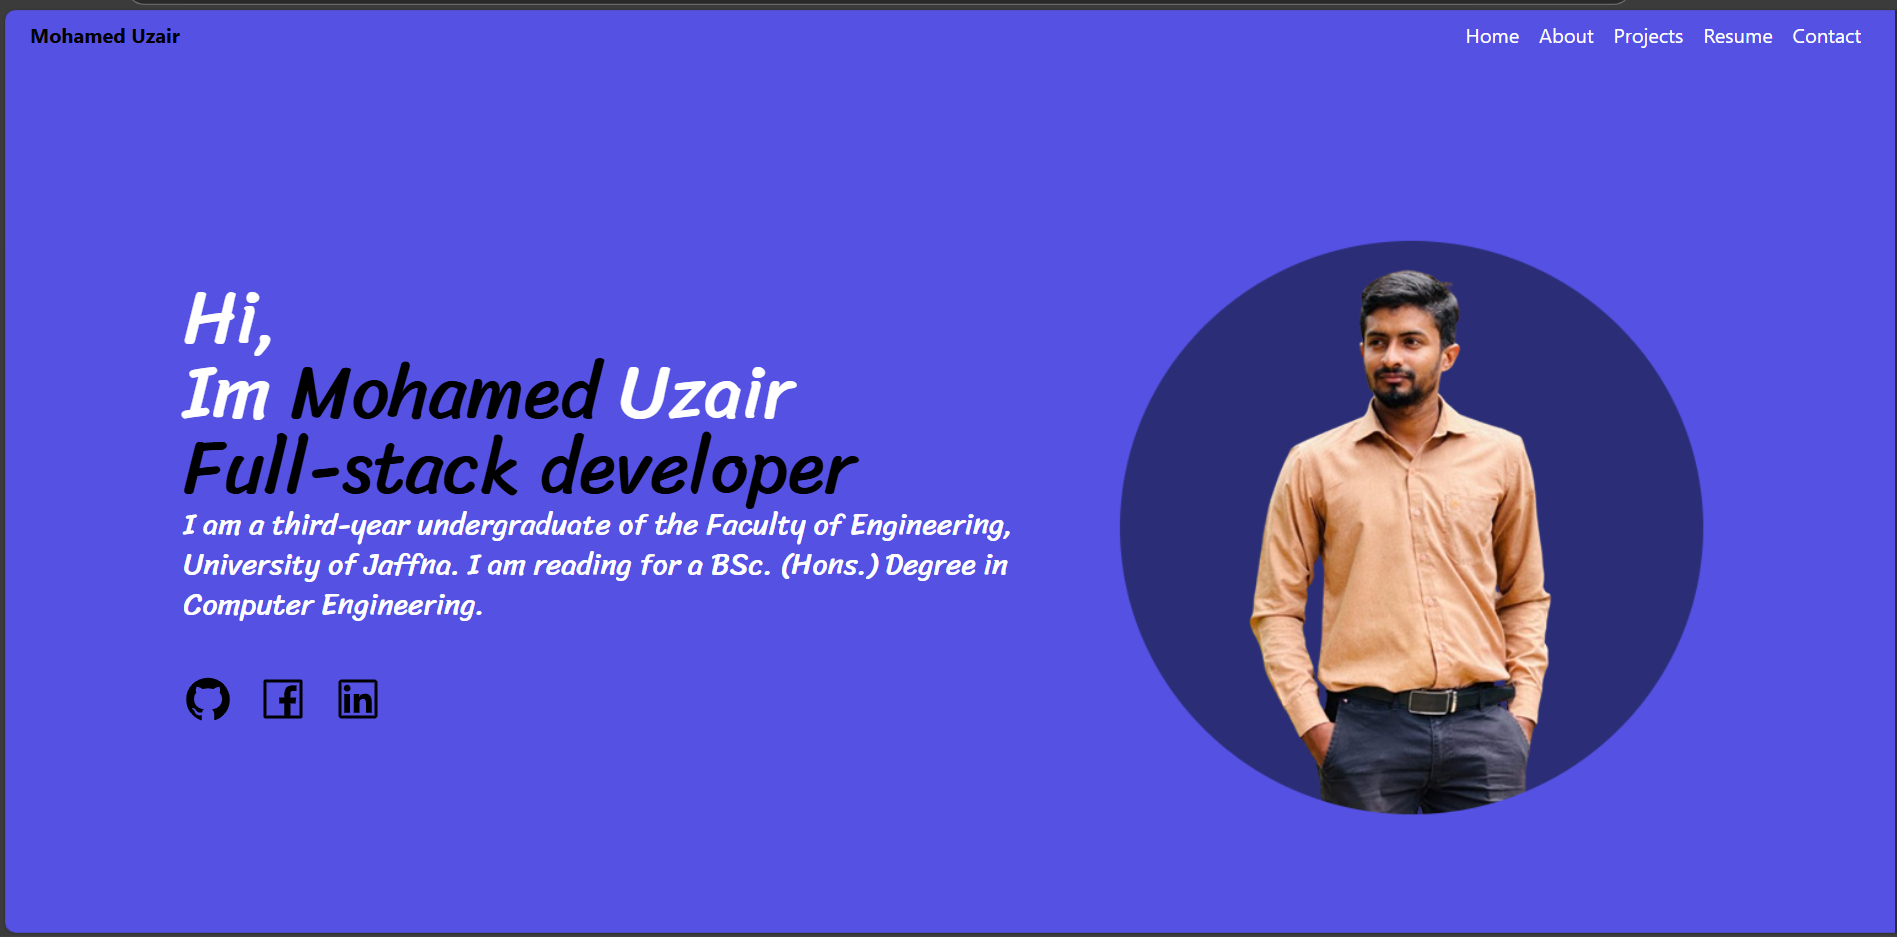 Mohamed Uzair
Home About Projects Resume Contact
Hi,
Im Mohamed Uzair
Full-stack developer
I am a third-year undergraduate of the Faculty of Engineering,
University of Jaffna. I am reading for a BSc. (Hons.) Degree in
Computer Engineering.